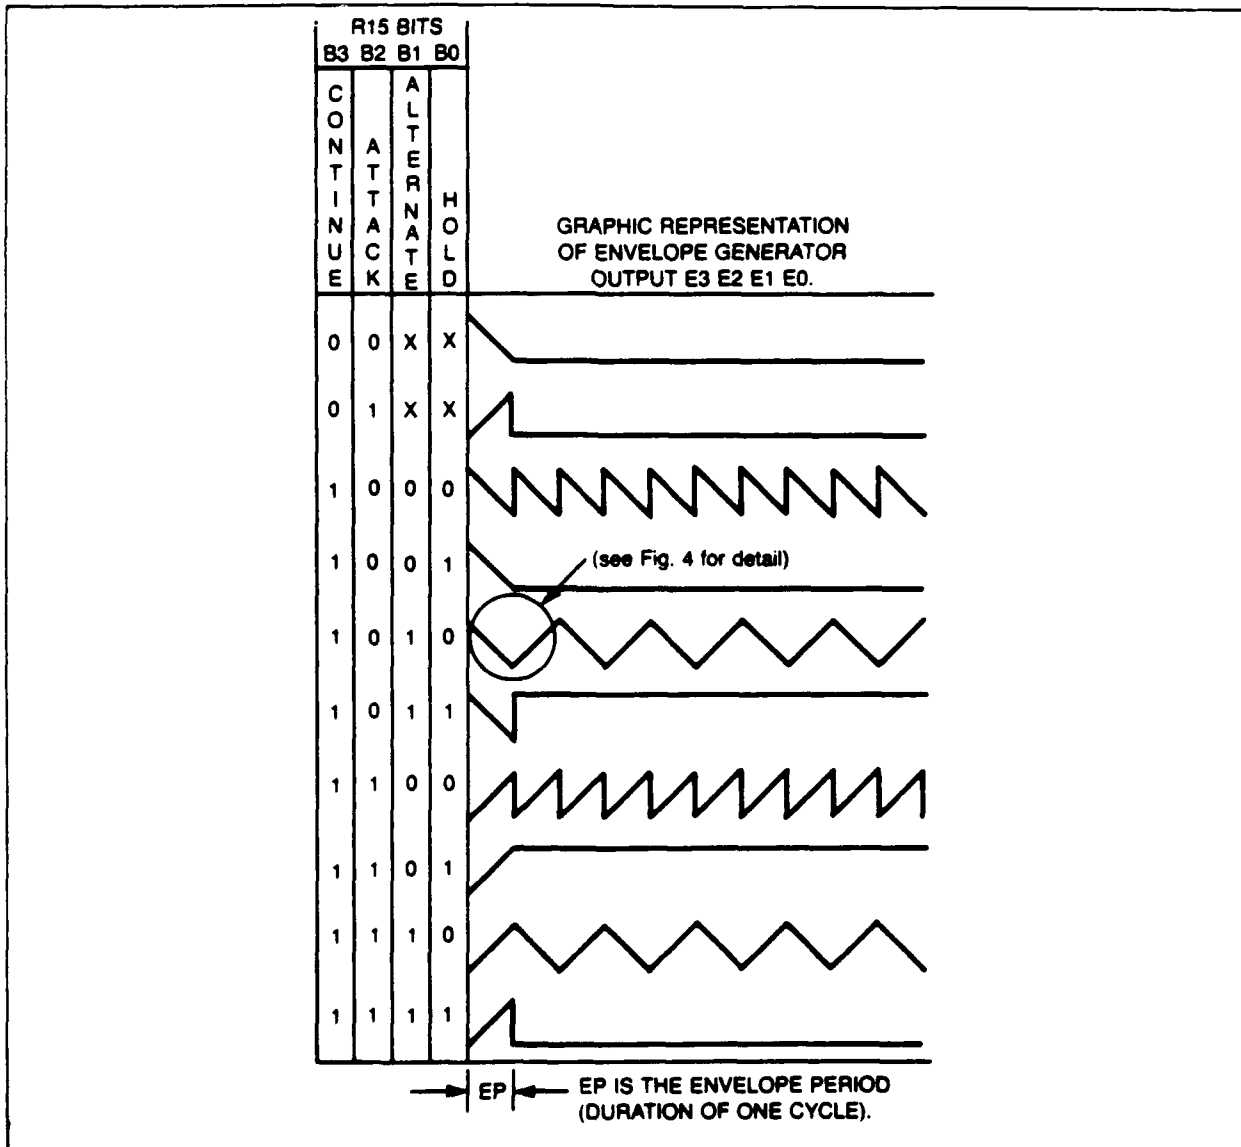 R15 BITS
B3 B2 B1 B0
CONTINUE
ATTACK
ALTERNATE
HOLD
GRAPHIC REPRESENTATION
OF ENVELOPE GENERATOR
OUTPUT E3 E2 E1 E0.
0 0 X X
0 1 X X
1 0 0 0
1 0 0 1
(see Fig. 4 for detail)
1 0 1 0
1 0 1 1
1 1 0 0
1 1 0 1
1 1 1 0
1 1 1 1
EP
EP IS THE ENVELOPE PERIOD
(DURATION OF ONE CYCLE).